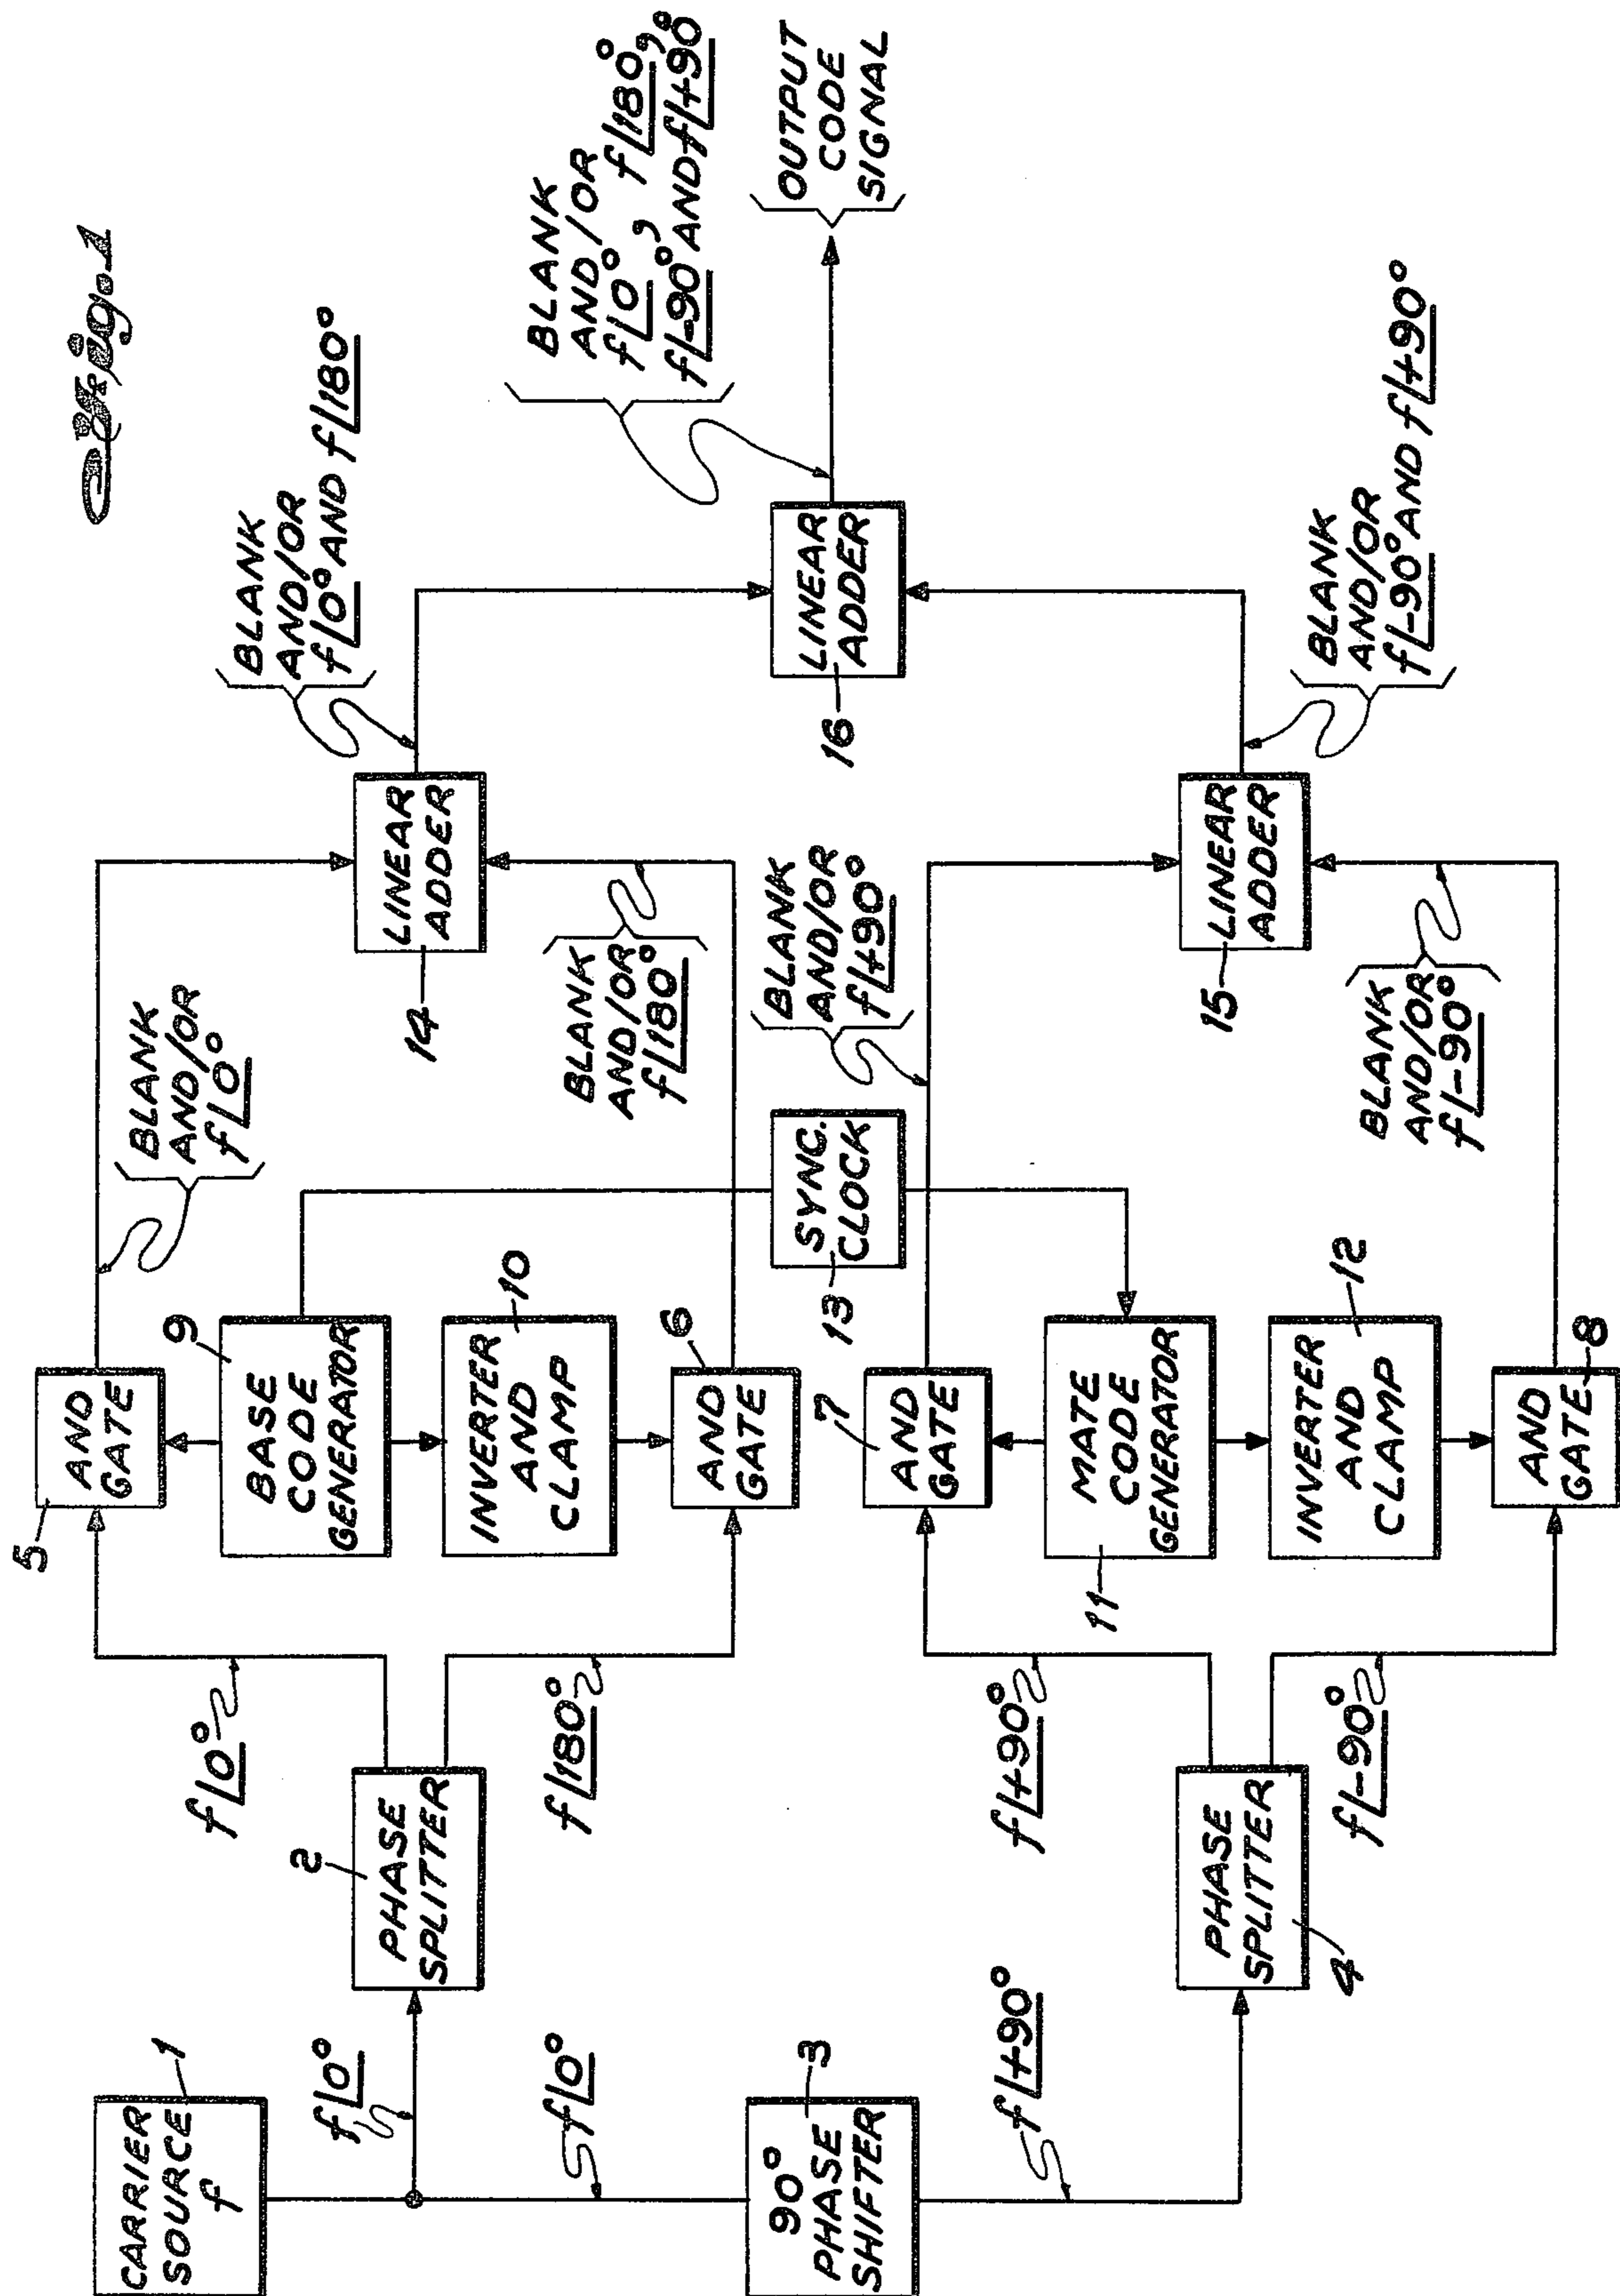 Fig. 1
CARRIER
SOURCE
f
1
f/0°
f/0°
90°
PHASE
SHIFTER
3
f/+90°
PHASE
SPLITTER
2
f/0°
f/180°
PHASE
SPLITTER
4
f/+90°
f/-90°
AND
GATE
5
BASE
CODE
GENERATOR
9
INVERTER
AND
CLAMP
10
AND
GATE
6
SYNC.
CLOCK
13
AND
GATE
7
MATE
CODE
GENERATOR
11
INVERTER
AND
CLAMP
12
AND
GATE
8
BLANK
AND/OR
f/0°
BLANK
AND/OR
f/180°
BLANK
AND/OR
f/+90°
BLANK
AND/OR
f/-90°
LINEAR
ADDER
14
LINEAR
ADDER
15
BLANK
AND/OR
f/0° AND f/180°
BLANK
AND/OR
f/-90° AND f/+90°
LINEAR
ADDER
16
BLANK
AND/OR
f/0°, f/180°,
f/-90° AND f/+90°
OUTPUT
CODE
SIGNAL